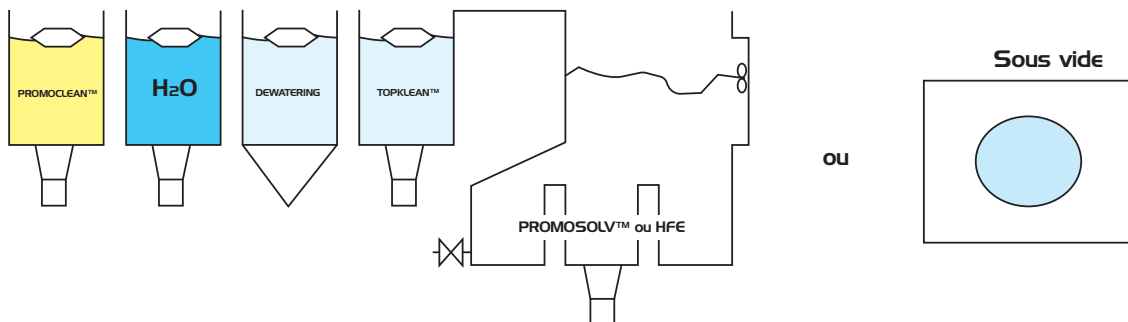 Sous vide
PROMOCLEAN™
H₂O
DEWATERING
TOPKLEAN™
ou
PROMOSOLV™ ou HFE